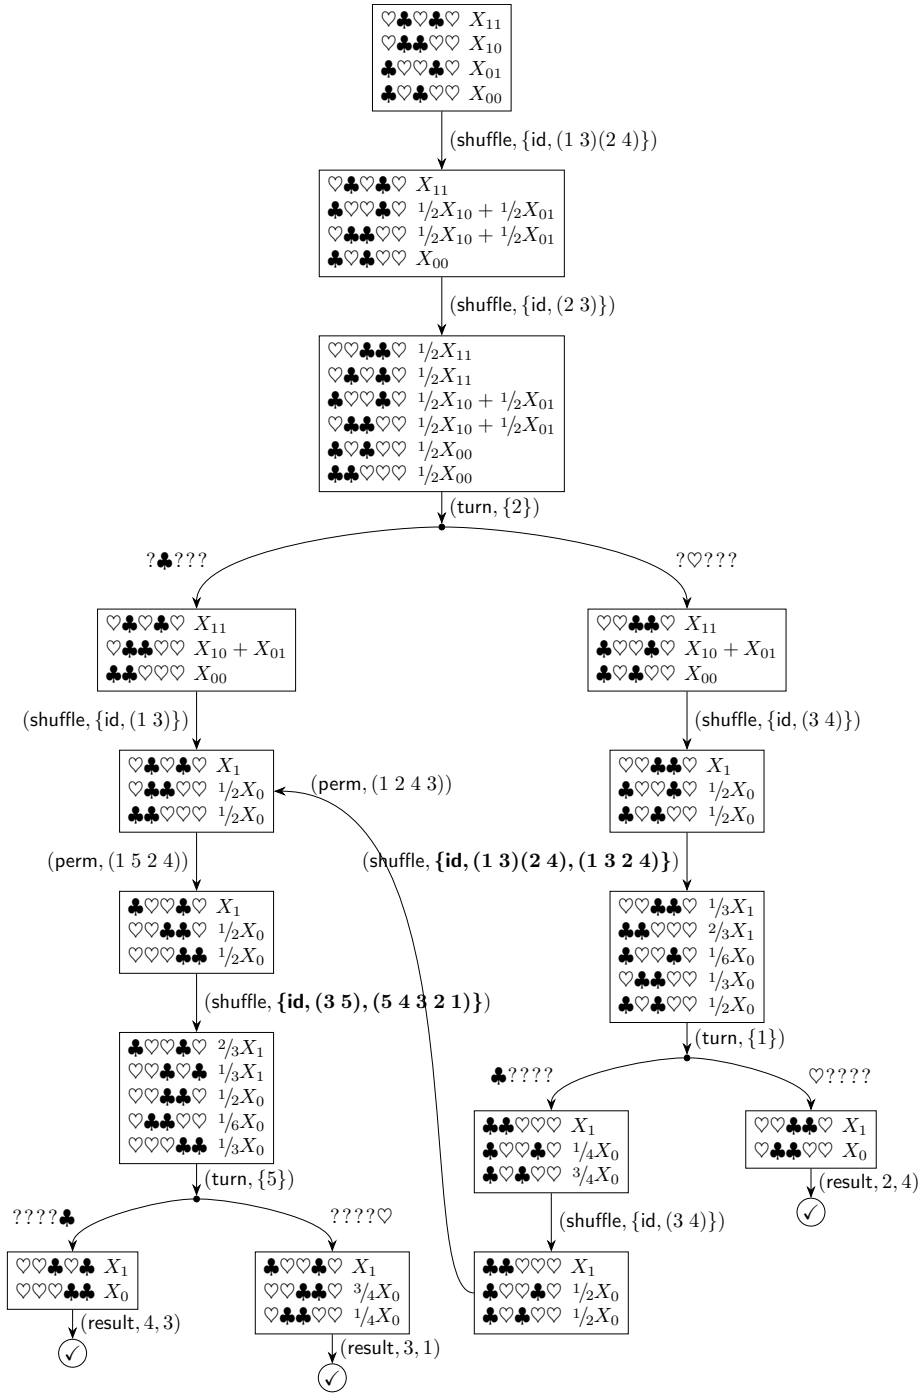 ♡♣♡♣♡ X₁₁
♡♣♣♡♡ X₁₀
♣♡♡♣♡ X₀₁
♣♡♣♡♡ X₀₀
(shuffle, {id, (1 3)(2 4)})
♡♣♡♣♡ X₁₁
♣♡♡♣♡ 1/2X₁₀ + 1/2X₀₁
♡♣♣♡♡ 1/2X₁₀ + 1/2X₀₁
♣♡♣♡♡ X₀₀
(shuffle, {id, (2 3)})
♡♡♣♣♡ 1/2X₁₁
♡♣♡♣♡ 1/2X₁₁
♣♡♡♣♡ 1/2X₁₀ + 1/2X₀₁
♡♣♣♡♡ 1/2X₁₀ + 1/2X₀₁
♣♡♣♡♡ 1/2X₀₀
♣♣♡♡♡ 1/2X₀₀
(turn, {2})
?♣???
♡♣♡♣♡ X₁₁
♡♣♣♡♡ X₁₀ + X₀₁
♣♣♡♡♡ X₀₀
(shuffle, {id, (1 3)})
♡♣♡♣♡ X₁
♡♣♣♡♡ 1/2X₀
♣♣♡♡♡ 1/2X₀
(perm, (1 5 2 4))
♣♡♡♣♡ X₁
♡♡♣♣♡ 1/2X₀
♡♡♡♣♣ 1/2X₀
(shuffle, {id, (3 5), (5 4 3 2 1)})
♣♡♡♣♡ 2/3X₁
♡♡♣♡♣ 1/3X₁
♡♡♣♣♡ 1/2X₀
♡♣♣♡♡ 1/6X₀
♡♡♡♣♣ 1/3X₀
(turn, {5})
????♣
♡♡♣♡♣ X₁
♡♡♡♣♣ X₀
(result, 4, 3)
✓
????♡
♣♡♡♣♡ X₁
♡♡♣♣♡ 3/4X₀
♡♣♣♡♡ 1/4X₀
(result, 3, 1)
✓
?♡???
♡♡♣♣♡ X₁₁
♣♡♡♣♡ X₁₀ + X₀₁
♣♡♣♡♡ X₀₀
(shuffle, {id, (3 4)})
♡♡♣♣♡ X₁
♣♡♡♣♡ 1/2X₀
♣♡♣♡♡ 1/2X₀
(shuffle, {id, (1 3)(2 4), (1 3 2 4)})
♡♡♣♣♡ 1/3X₁
♣♣♡♡♡ 2/3X₁
♣♡♡♣♡ 1/6X₀
♡♣♣♡♡ 1/3X₀
♣♡♣♡♡ 1/2X₀
(turn, {1})
♣????
♣♣♡♡♡ X₁
♣♡♡♣♡ 1/4X₀
♣♡♣♡♡ 3/4X₀
(shuffle, {id, (3 4)})
♣♣♡♡♡ X₁
♣♡♡♣♡ 1/2X₀
♣♡♣♡♡ 1/2X₀
(perm, (1 2 4 3))
♡????
♡♡♣♣♡ X₁
♡♣♣♡♡ X₀
(result, 2, 4)
✓